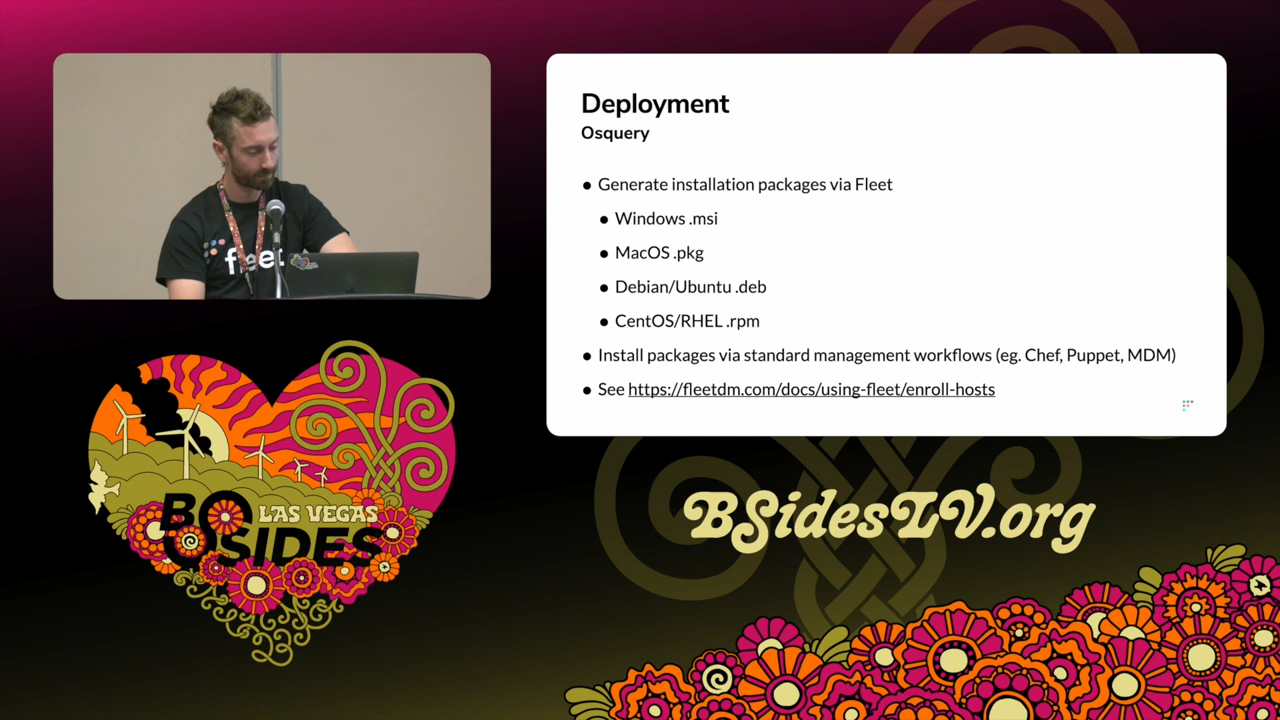 fleet
Deployment
Osquery
● Generate installation packages via Fleet
● Windows .msi
● MacOS .pkg
● Debian/Ubuntu .deb
● CentOS/RHEL .rpm
● Install packages via standard management workflows (eg. Chef, Puppet, MDM)
● See https://fleetdm.com/docs/using-fleet/enroll-hosts
LAS VEGAS
BSIDES
23
BSidesLV.org